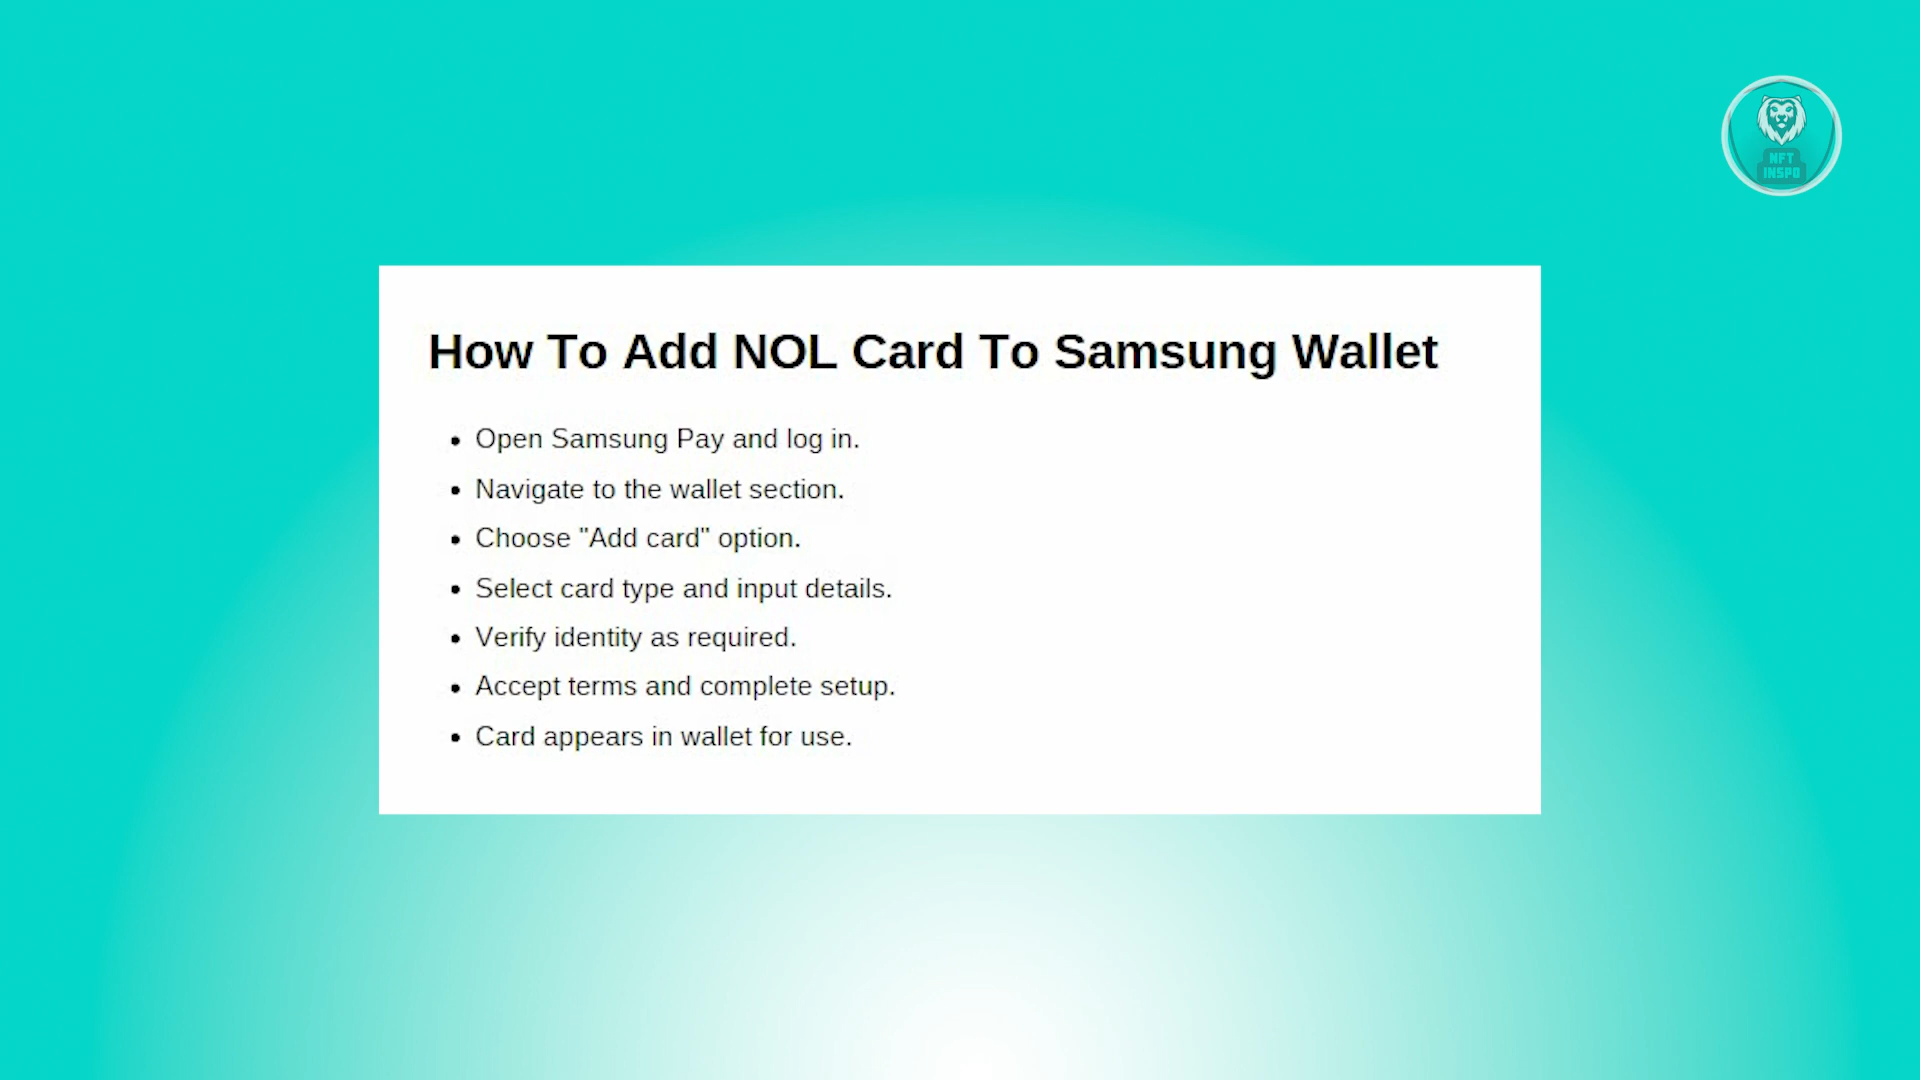 NFT
INSPO
How To Add NOL Card To Samsung Wallet
• Open Samsung Pay and log in.
• Navigate to the wallet section.
• Choose "Add card" option.
• Select card type and input details.
• Verify identity as required.
• Accept terms and complete setup.
• Card appears in wallet for use.